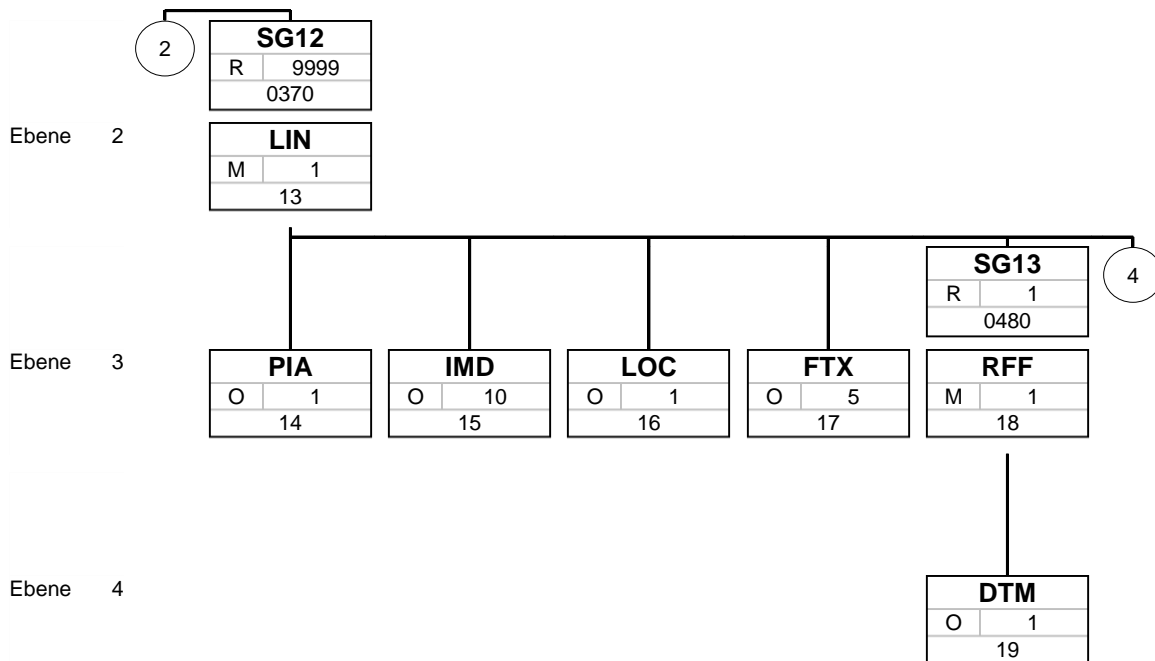 2
SG12
R 9999
0370
Ebene 2
LIN
M 1
13
SG13
R 1
0480
4
Ebene 3
PIA
O 1
14
IMD
O 10
15
LOC
O 1
16
FTX
O 5
17
RFF
M 1
18
Ebene 4
DTM
O 1
19